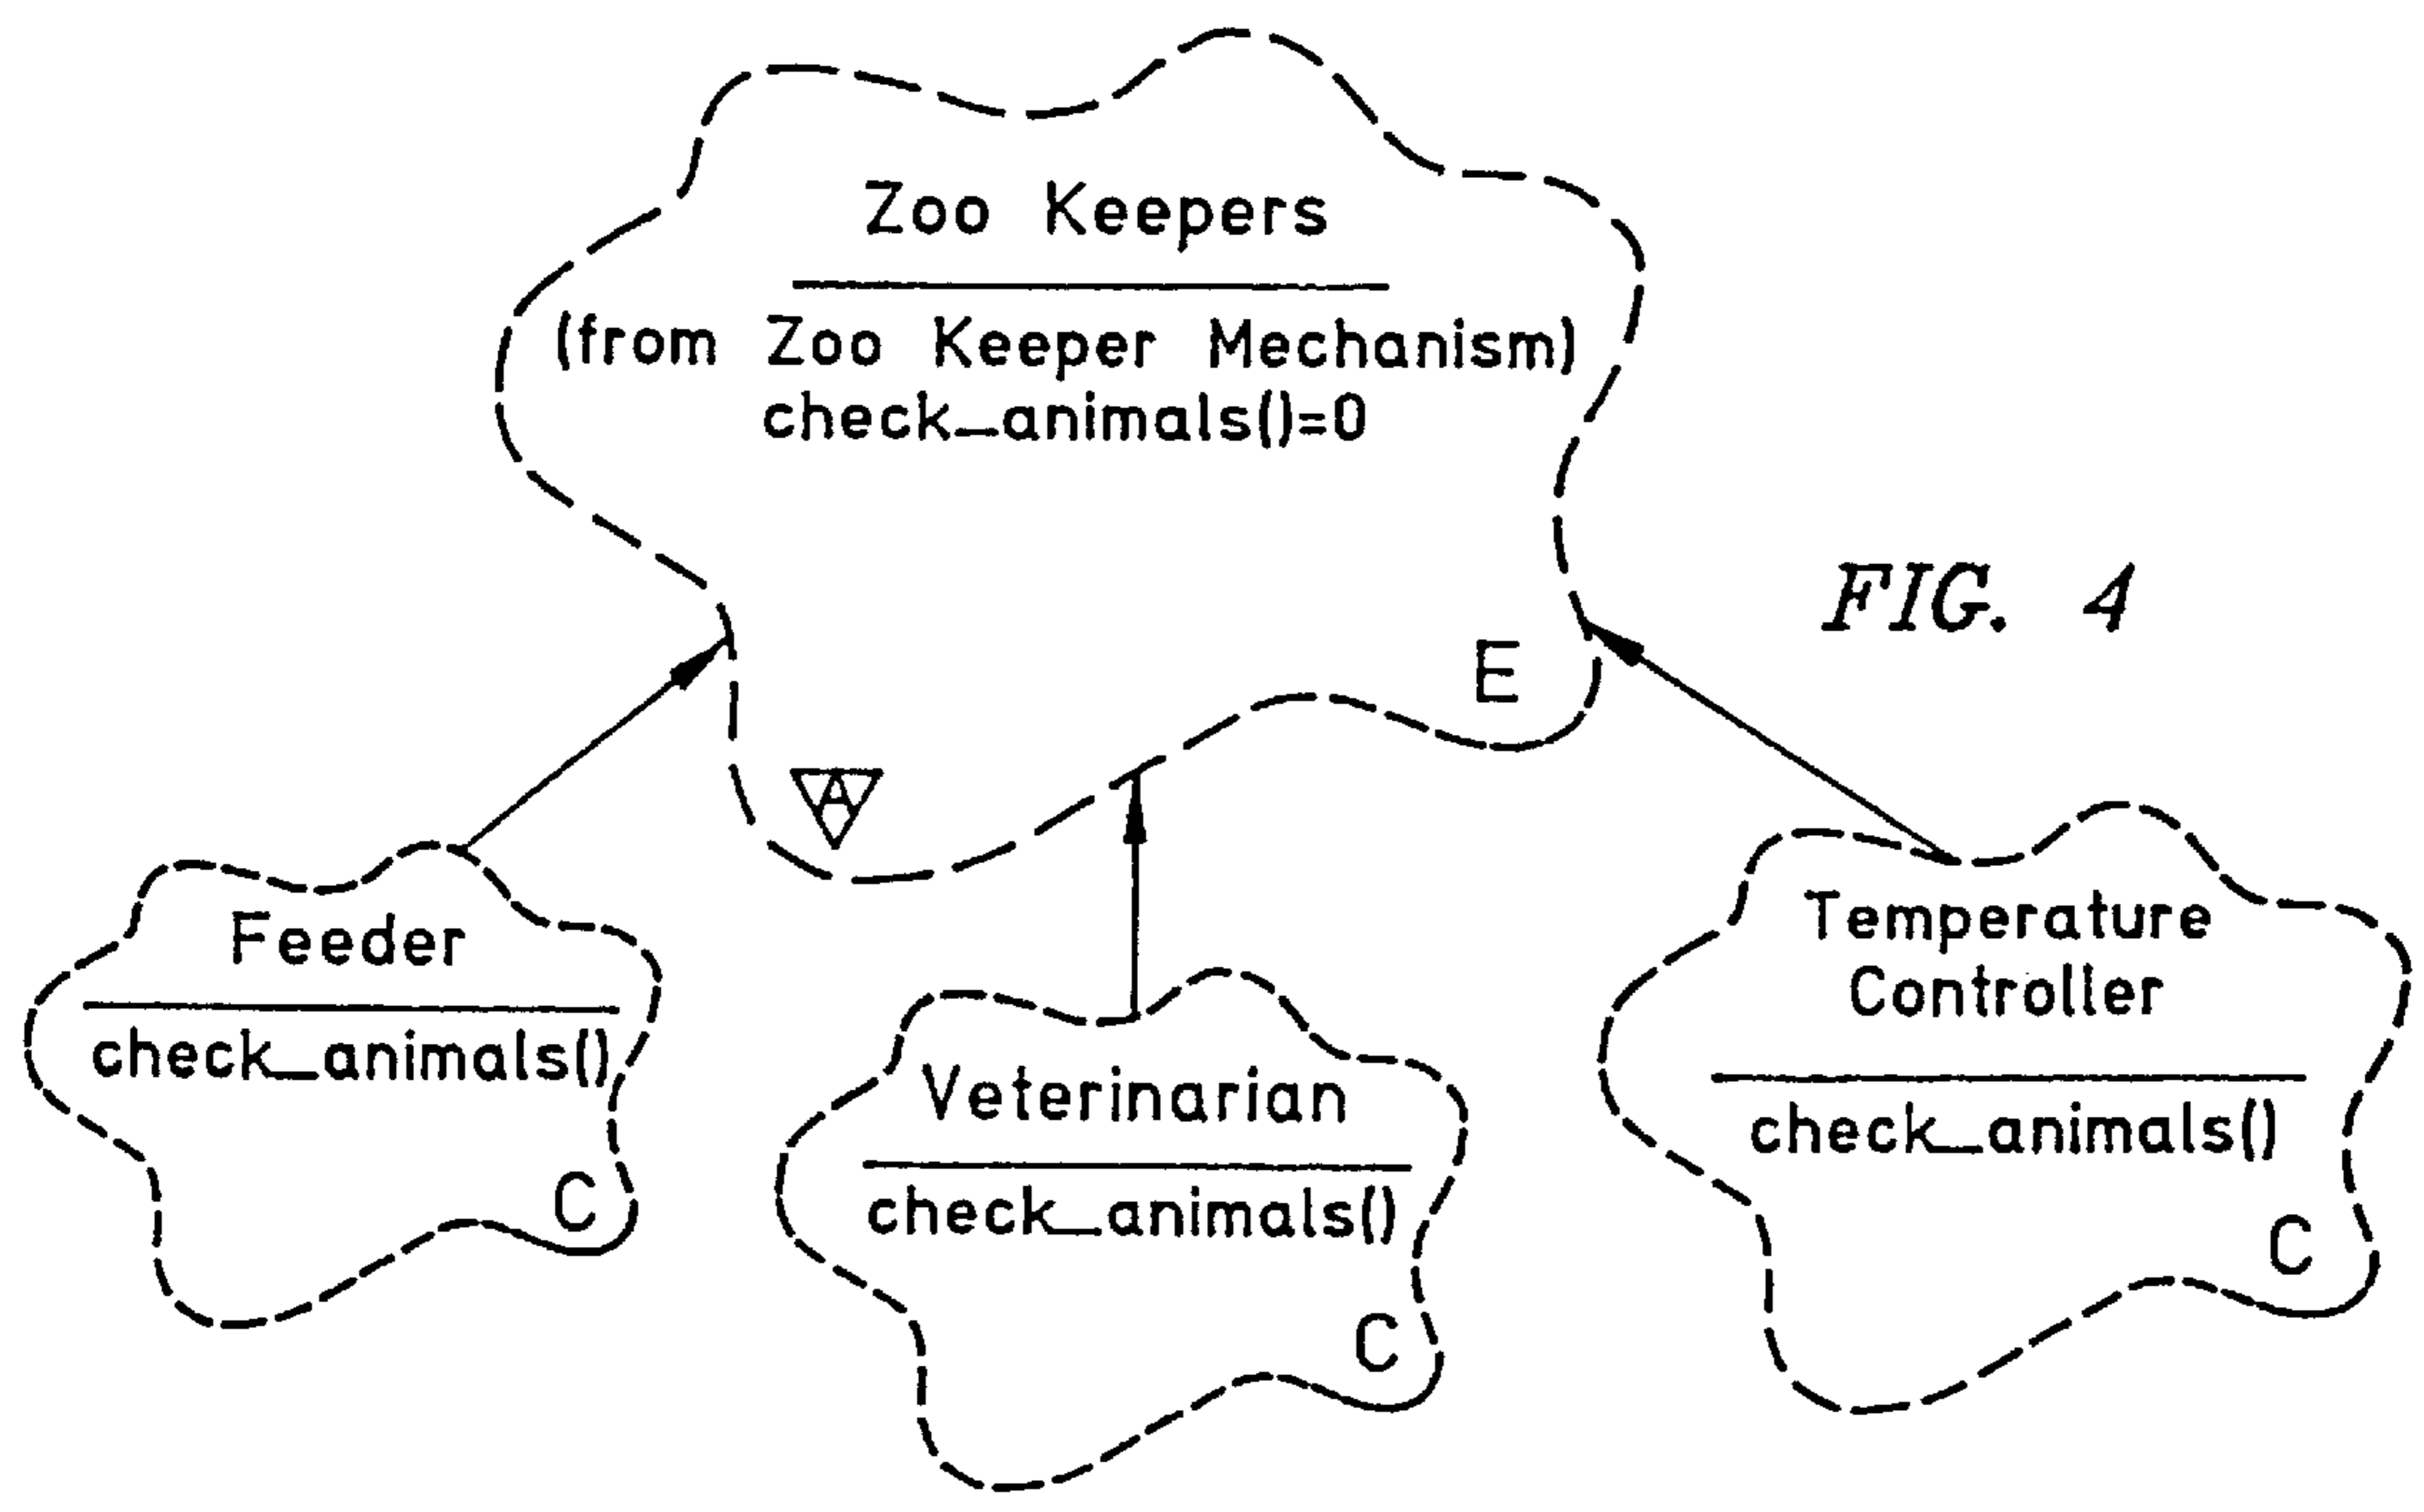 Zoo Keepers
(from Zoo Keeper Mechanism)
check_animals()=0
FIG. 4
E
A
Feeder
check_animals()
C
Veterinarian
check_animals()
C
Temperature
Controller
check_animals()
C